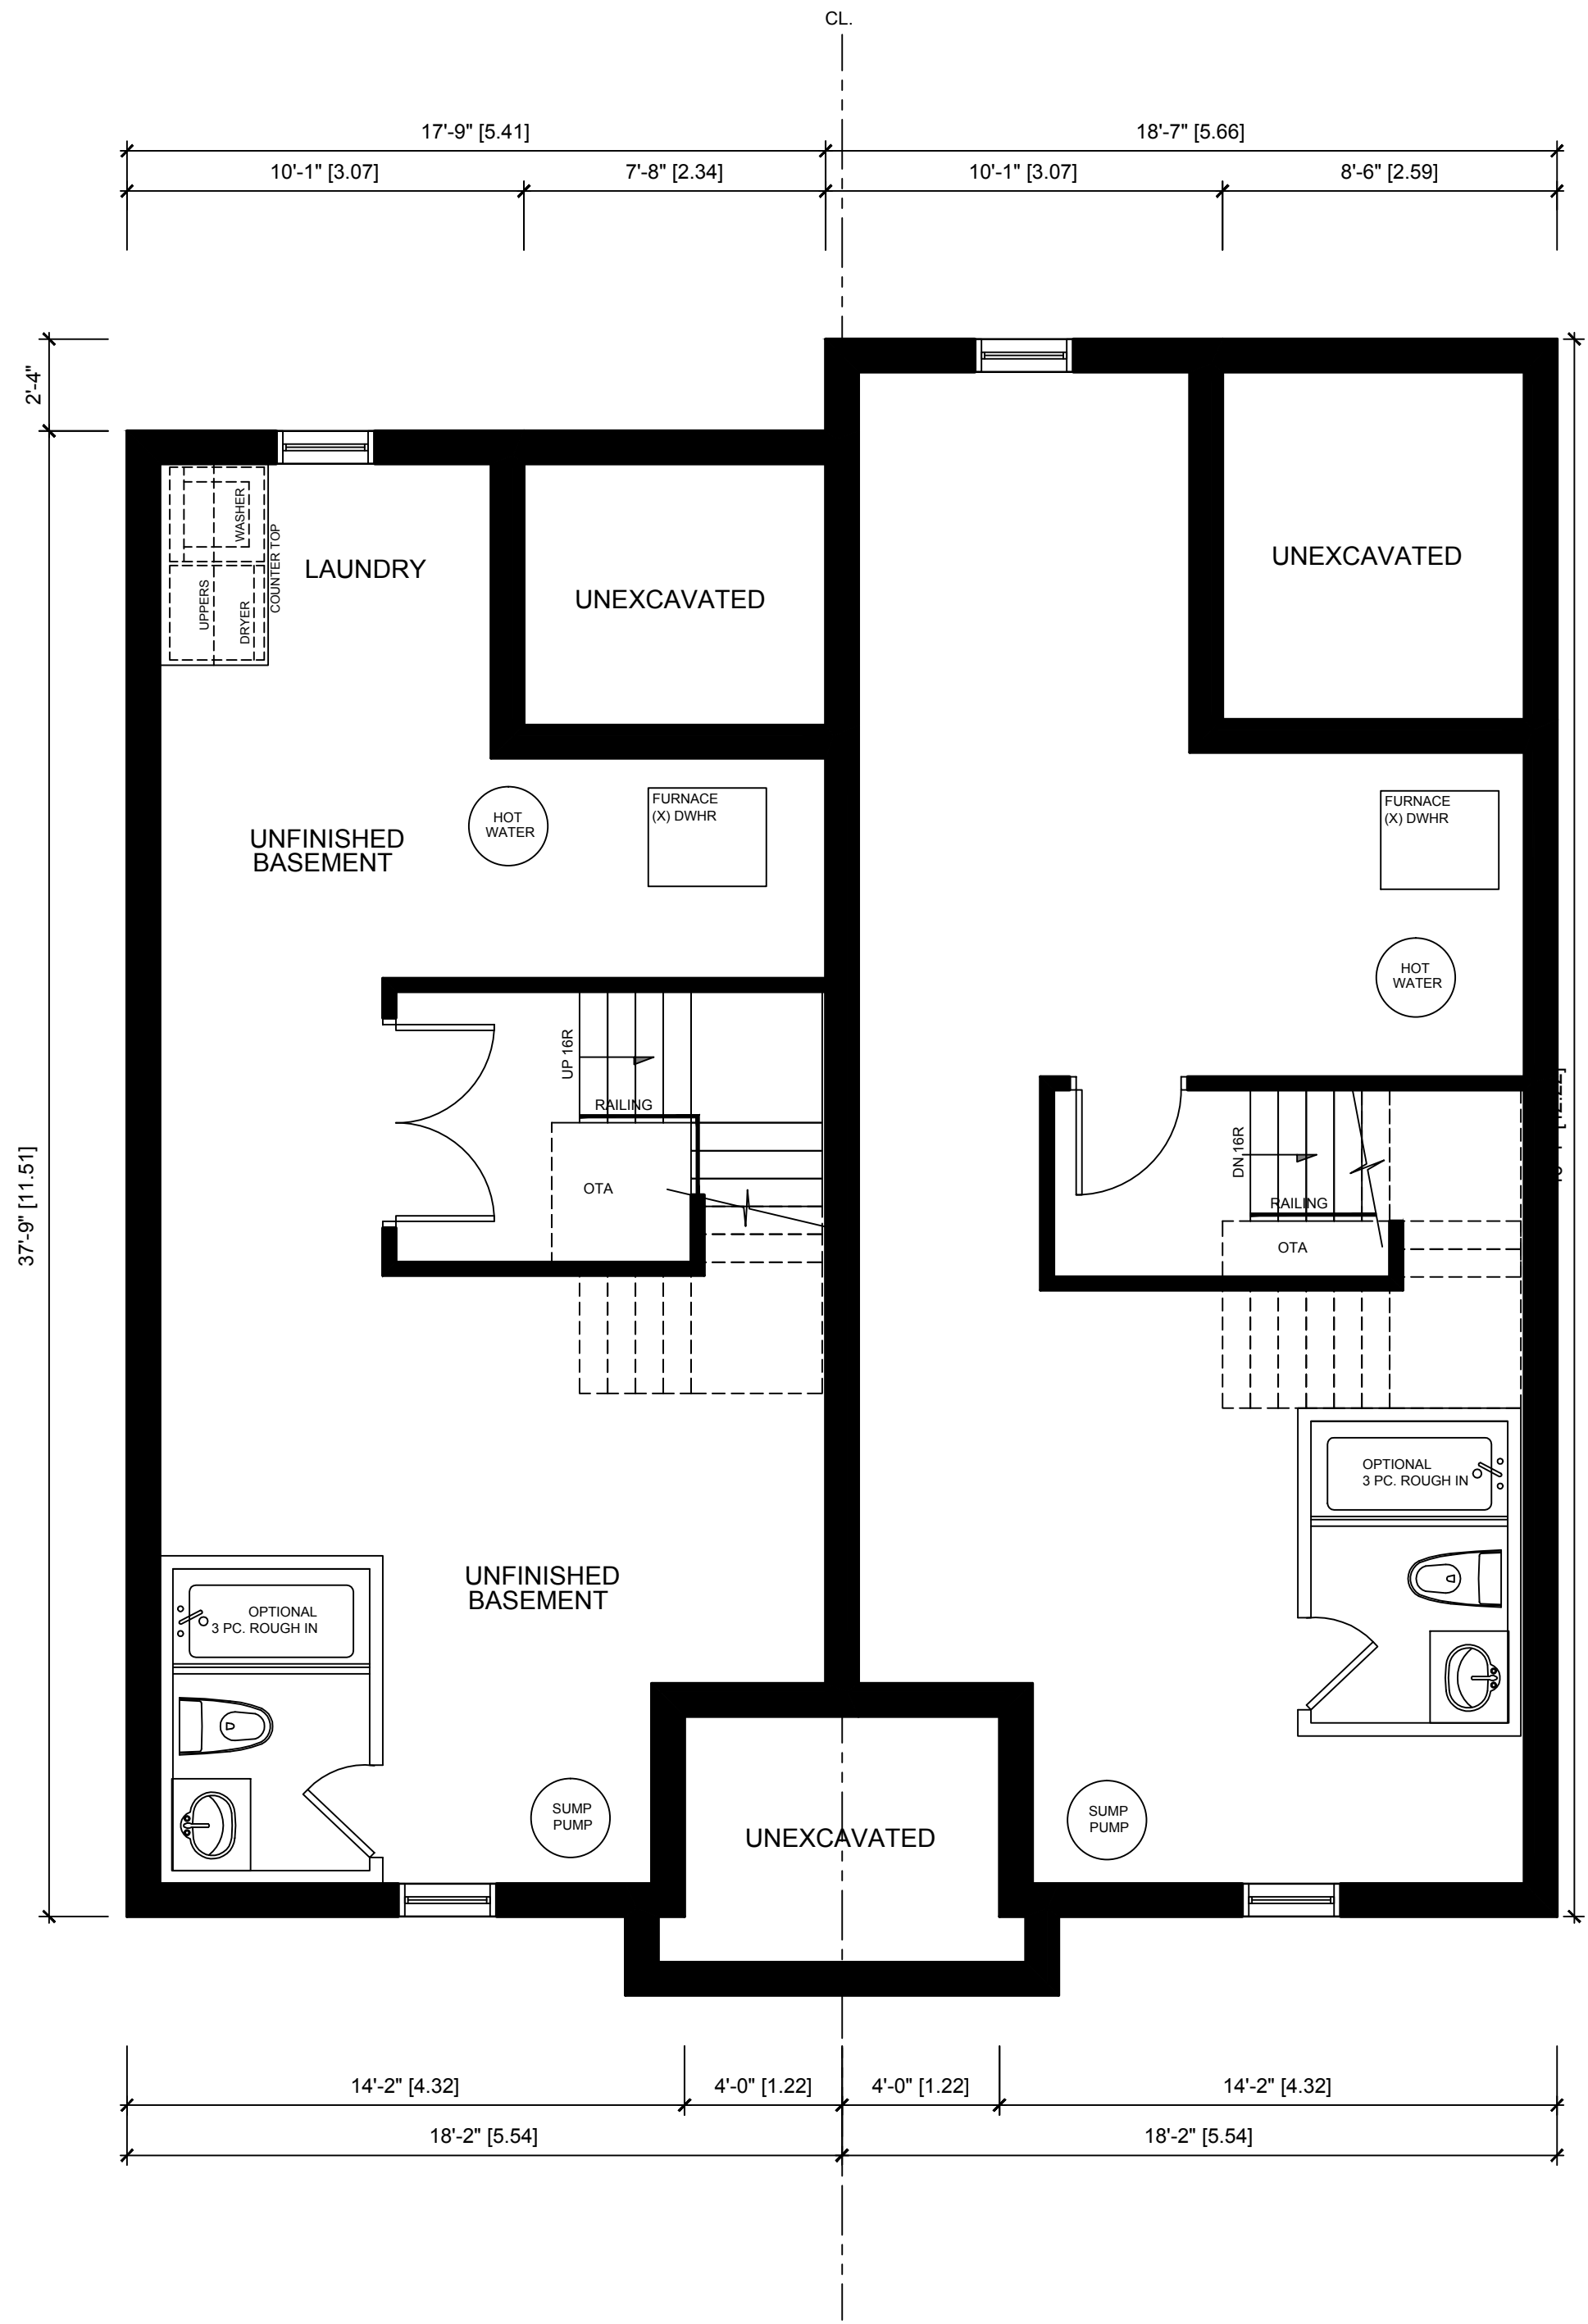 CL.
17'-9" [5.41]
18'-7" [5.66]
10'-1" [3.07]
7'-8" [2.34]
10'-1" [3.07]
8'-6" [2.59]
2'-4"
WASHER
COUNTER TOP
UPPERS
DRYER
LAUNDRY
UNEXCAVATED
UNEXCAVATED
UNFINISHED
BASEMENT
HOT
WATER
FURNACE
(X) DWHR
FURNACE
(X) DWHR
HOT
WATER
UP 16R
RAILING
OTA
DN 16R
RAILING
OTA
37'-9" [11.51]
OPTIONAL
3 PC. ROUGH IN
UNFINISHED
BASEMENT
OPTIONAL
3 PC. ROUGH IN
SUMP
PUMP
UNEXCAVATED
SUMP
PUMP
14'-2" [4.32]
4'-0" [1.22]
4'-0" [1.22]
14'-2" [4.32]
18'-2" [5.54]
18'-2" [5.54]